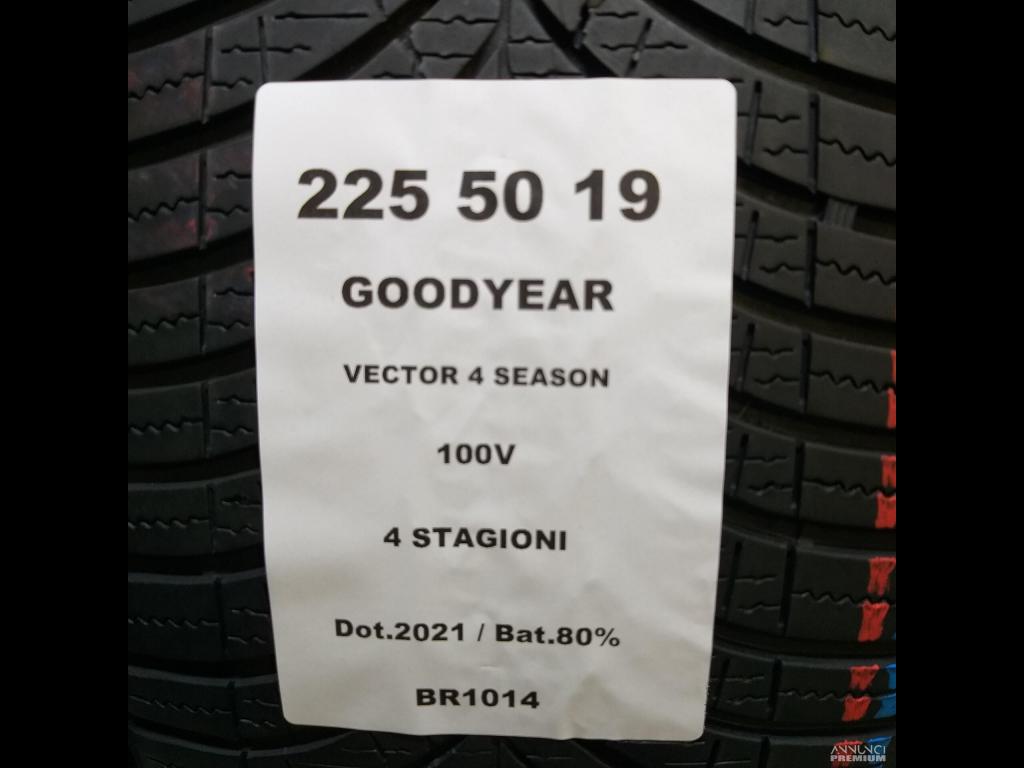 225 50 19
GOODYEAR
VECTOR 4 SEASON
100V
4 STAGIONI
Dot.2021 / Bat.80%
BR1014
ANNUNCI
PREMIUM